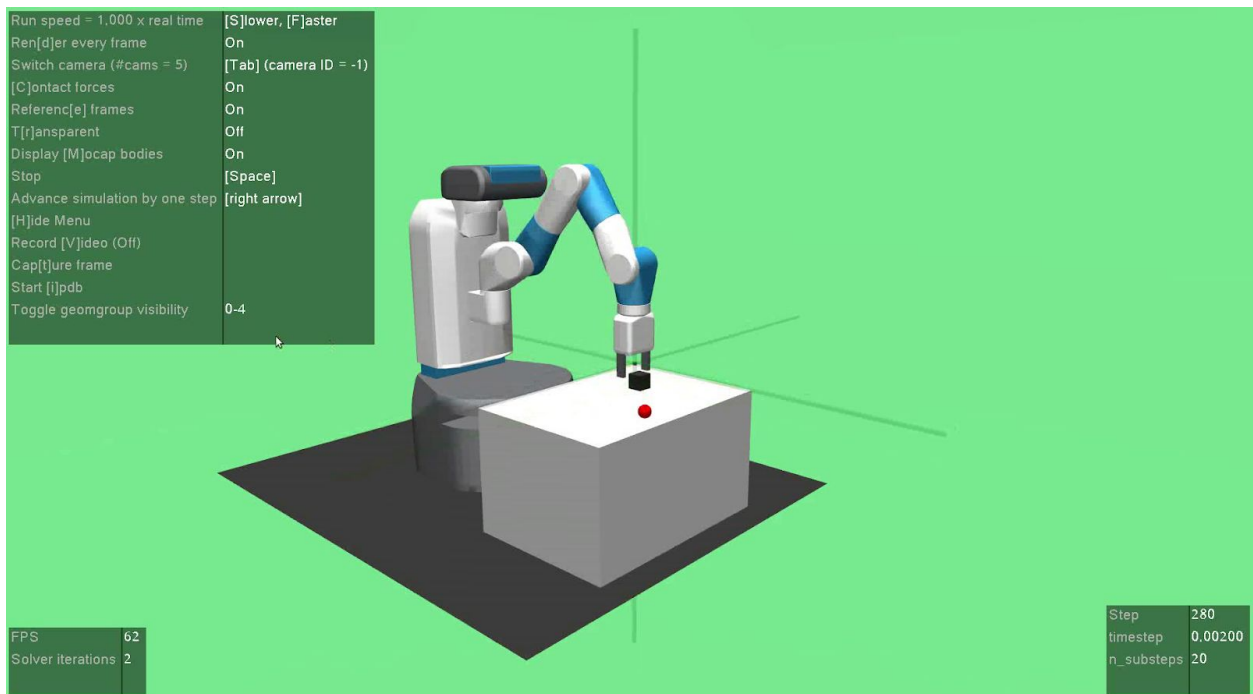 Run speed = 1.000 x real time [S]lower, [F]aster
Ren[d]er every frame On
Switch camera (#cams = 5) [Tab] (camera ID = -1)
[C]ontact forces On
Referenc[e] frames On
T[r]ansparent Off
Display [M]ocap bodies On
Stop [Space]
Advance simulation by one step [right arrow]
[H]ide Menu
Record [V]ideo (Off)
Cap[t]ure frame
Start [i]pdb
Toggle geomgroup visibility 0-4
FPS 62
Solver iterations 2
Step 280
timestep 0.00200
n_substeps 20